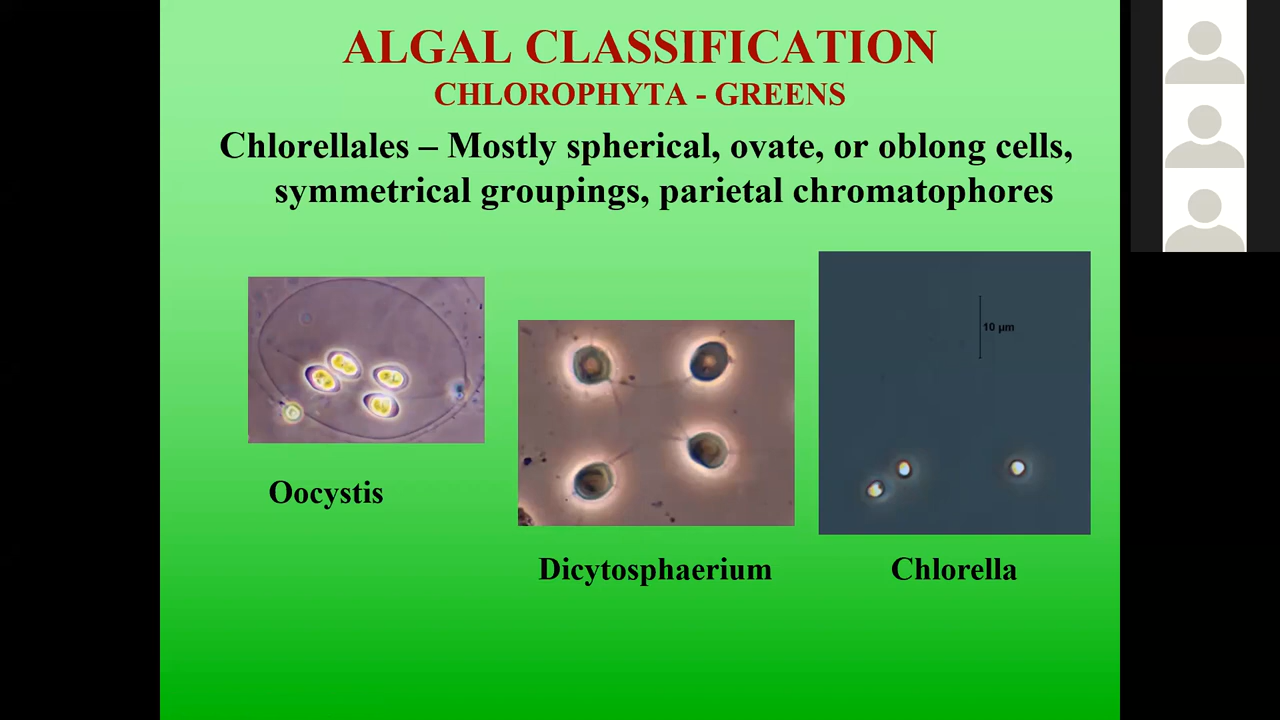 ALGAL CLASSIFICATION
CHLOROPHYTA - GREENS
Chlorellales – Mostly spherical, ovate, or oblong cells,
symmetrical groupings, parietal chromatophores
10 µm
Oocystis
Dicytosphaerium
Chlorella